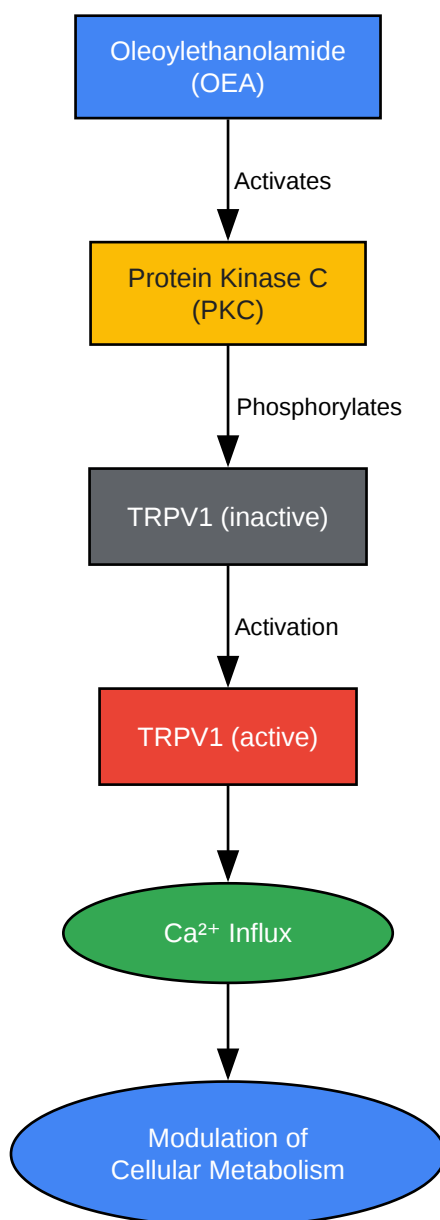 Oleoylethanolamide
(OEA)
Activates
Protein Kinase C
(PKC)
Phosphorylates
TRPV1 (inactive)
Activation
TRPV1 (active)
Ca²⁺ Influx
Modulation of
Cellular Metabolism